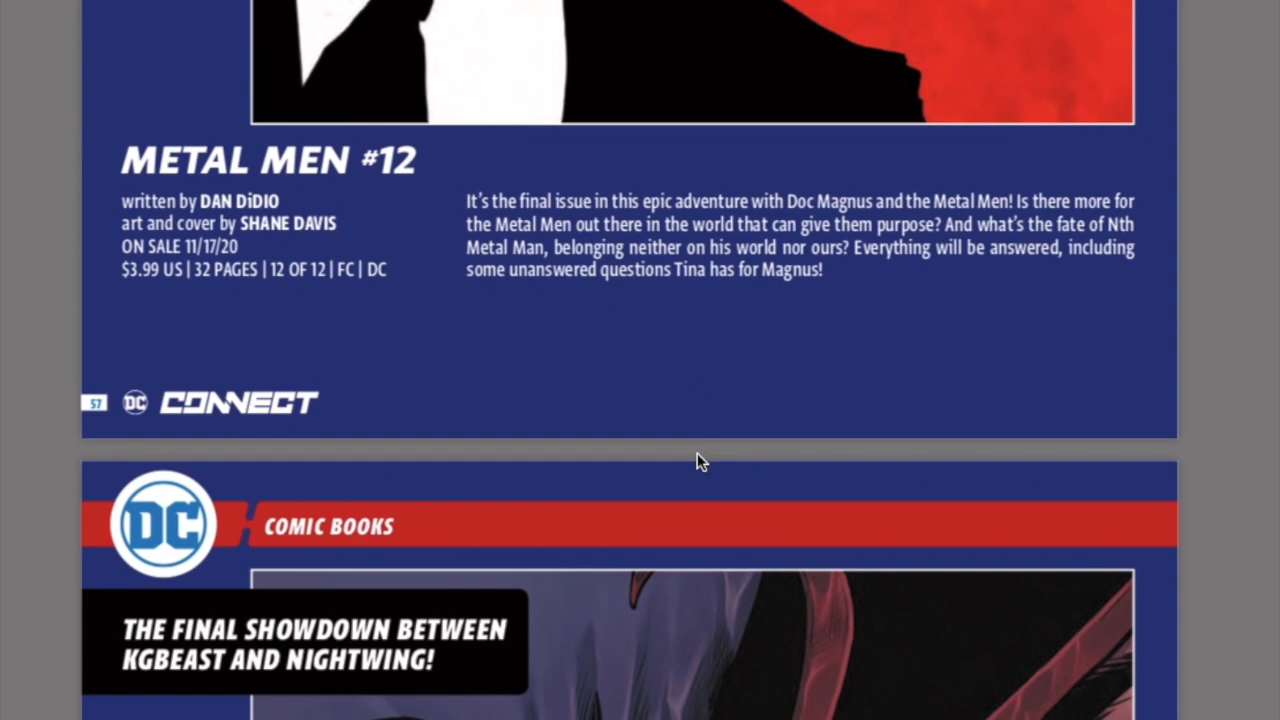 METAL MEN #12
written by DAN DiDIO
art and cover by SHANE DAVIS
ON SALE 11/17/20
$3.99 US | 32 PAGES | 12 OF 12 | FC | DC
It's the final issue in this epic adventure with Doc Magnus and the Metal Men! Is there more for
the Metal Men out there in the world that can give them purpose? And what's the fate of Nth
Metal Man, belonging neither on his world nor ours? Everything will be answered, including
some unanswered questions Tina has for Magnus!
57 DC CONNECT
DC COMIC BOOKS
THE FINAL SHOWDOWN BETWEEN
KGBEAST AND NIGHTWING!